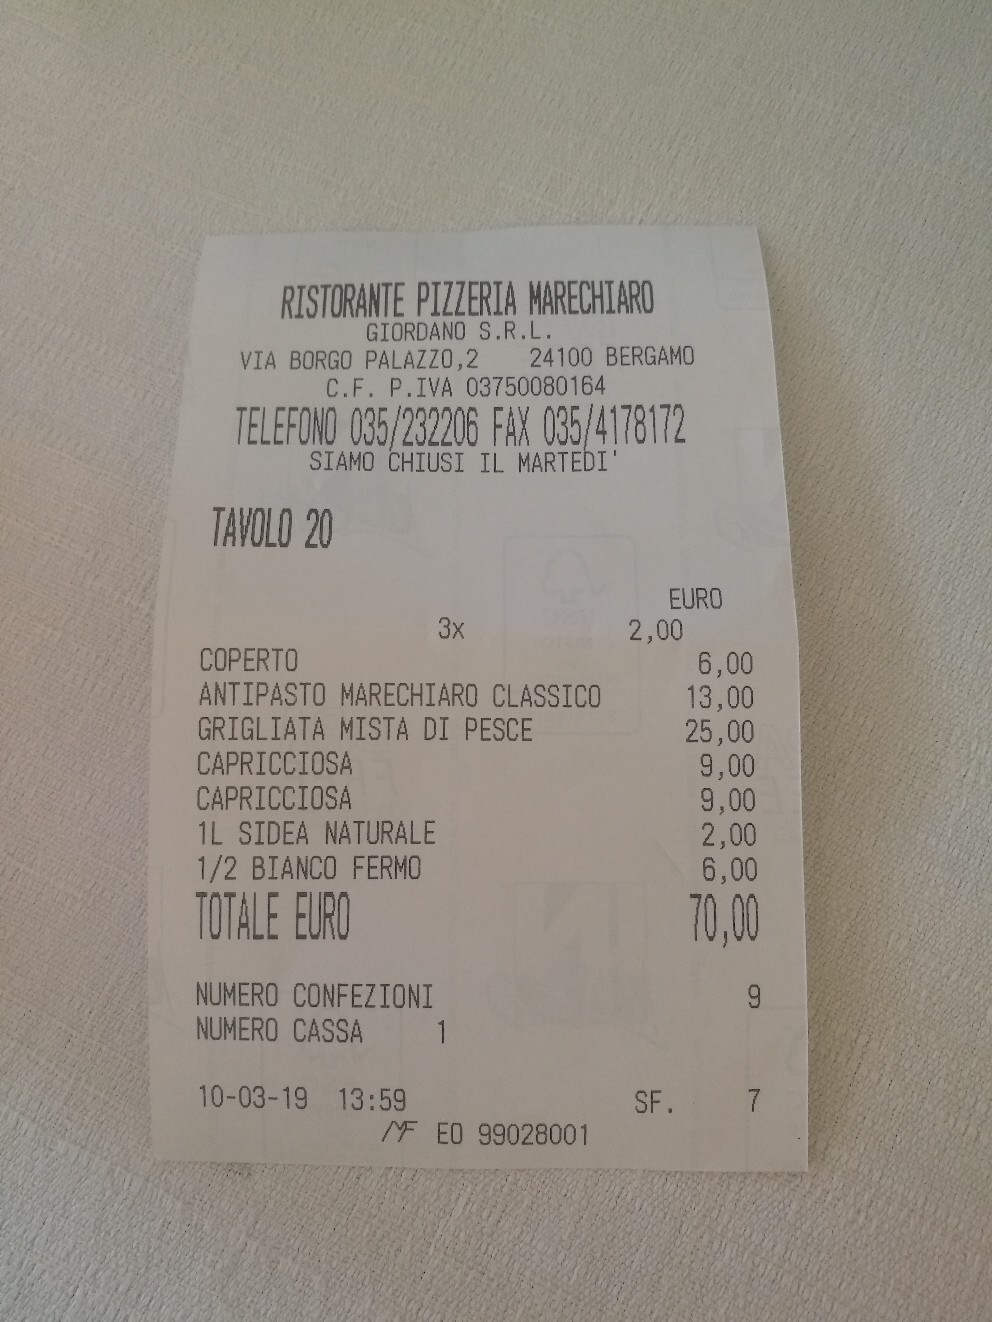 RISTORANTE PIZZERIA MARECHIARO
GIORDANO S.R.L.
VIA BORGO PALAZZO,2 24100 BERGAMO
C.F. P.IVA 03750080164
TELEFONO 035/232206 FAX 035/4178172
SIAMO CHIUSI IL MARTEDI'
TAVOLO 20
EURO
3x 2,00
COPERTO 6,00
ANTIPASTO MARECHIARO CLASSICO 13,00
GRIGLIATA MISTA DI PESCE 25,00
CAPRICCIOSA 9,00
CAPRICCIOSA 9,00
1L SIDEA NATURALE 2,00
1/2 BIANCO FERMO 6,00
TOTALE EURO 70,00
NUMERO CONFEZIONI 9
NUMERO CASSA 1
10-03-19 13:59 SF. 7
MF EO 99028001